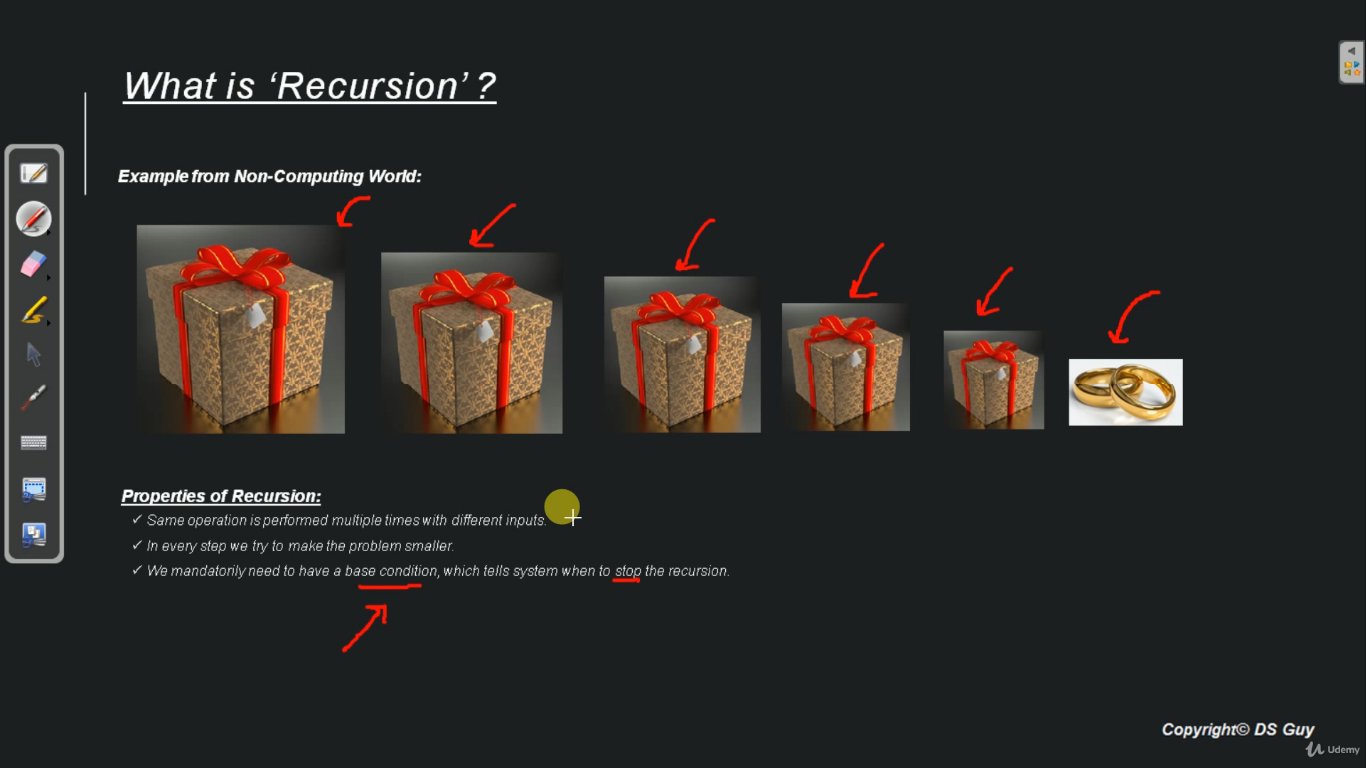 What is ‘Recursion’ ?
Example from Non-Computing World:
Properties of Recursion:
✓ Same operation is performed multiple times with different inputs.
✓ In every step we try to make the problem smaller.
✓ We mandatorily need to have a base condition, which tells system when to stop the recursion.
Copyright© DS Guy
Udemy